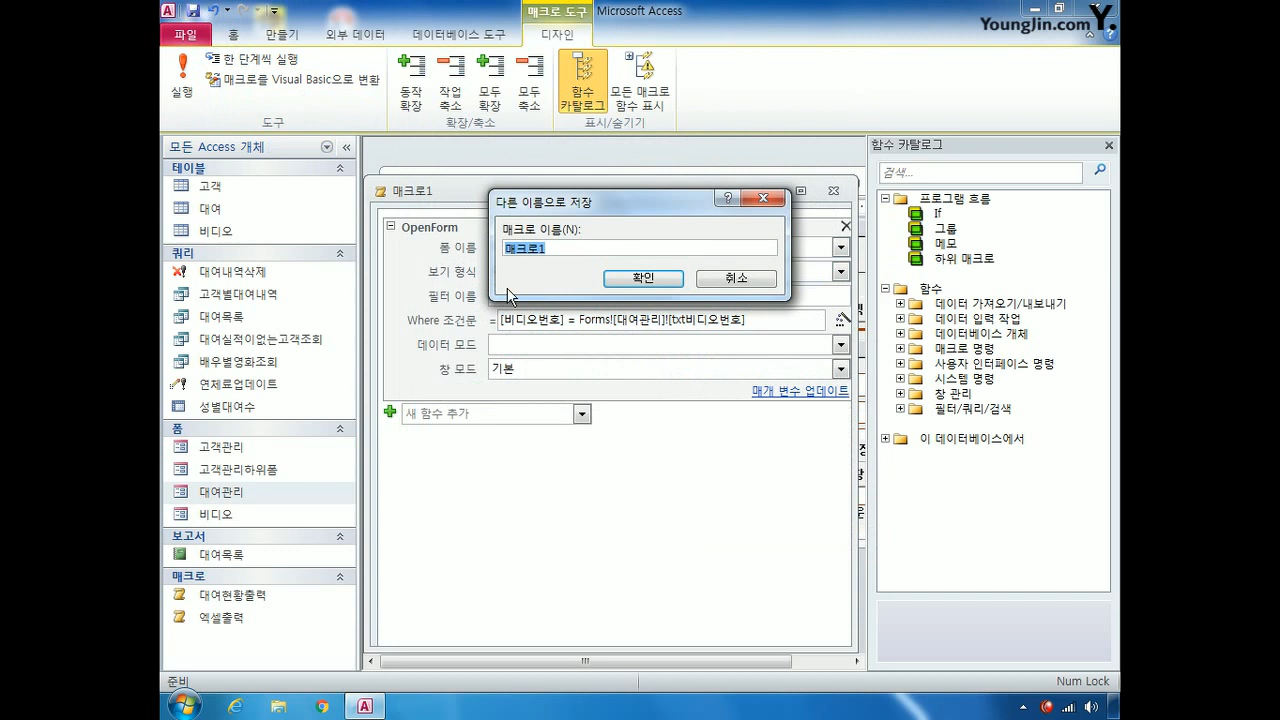 매크로 도구 Microsoft Access
YoungJin.com Y.
파일 홈 만들기 외부 데이터 데이터베이스 도구 디자인
실행
한 단계씩 실행
매크로를 Visual Basic으로 변환
동작 확장
작업 축소
모두 확장
모두 축소
함수 카탈로그
모든 매크로 함수 표시
도구 확장/축소 표시/숨기기
모든 Access 개체
테이블
고객
대여
비디오
쿼리
대여내역삭제
고객별대여내역
대여목록
대여실적이없는고객조회
배우별영화조회
연체료업데이트
성별대여수
폼
고객관리
고객관리하위폼
대여관리
비디오
보고서
대여목록
매크로
대여현황출력
엑셀출력
매크로1
OpenForm
폼 이름
보기 형식
필터 이름
Where 조건문 = [비디오번호] = Forms![대여관리]![txt비디오번호]
데이터 모드
창 모드 기본
매개 변수 업데이트
새 함수 추가
다른 이름으로 저장
매크로 이름(N):
매크로1
확인 취소
함수 카탈로그
검색...
프로그램 흐름
If
그룹
메모
하위 매크로
함수
데이터 가져오기/내보내기
데이터 입력 작업
데이터베이스 개체
매크로 명령
사용자 인터페이스 명령
시스템 명령
창 관리
필터/쿼리/검색
이 데이터베이스에서
준비 Num Lock